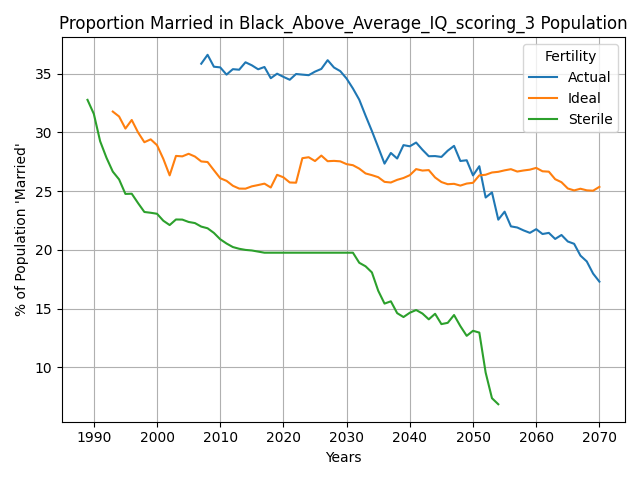 Proportion Married in Black_Above_Average_IQ_scoring_3 Population
Fertility
Actual
Ideal
Sterile
% of Population 'Married'
35
30
25
20
15
10
1990 2000 2010 2020 2030 2040 2050 2060 2070
Years